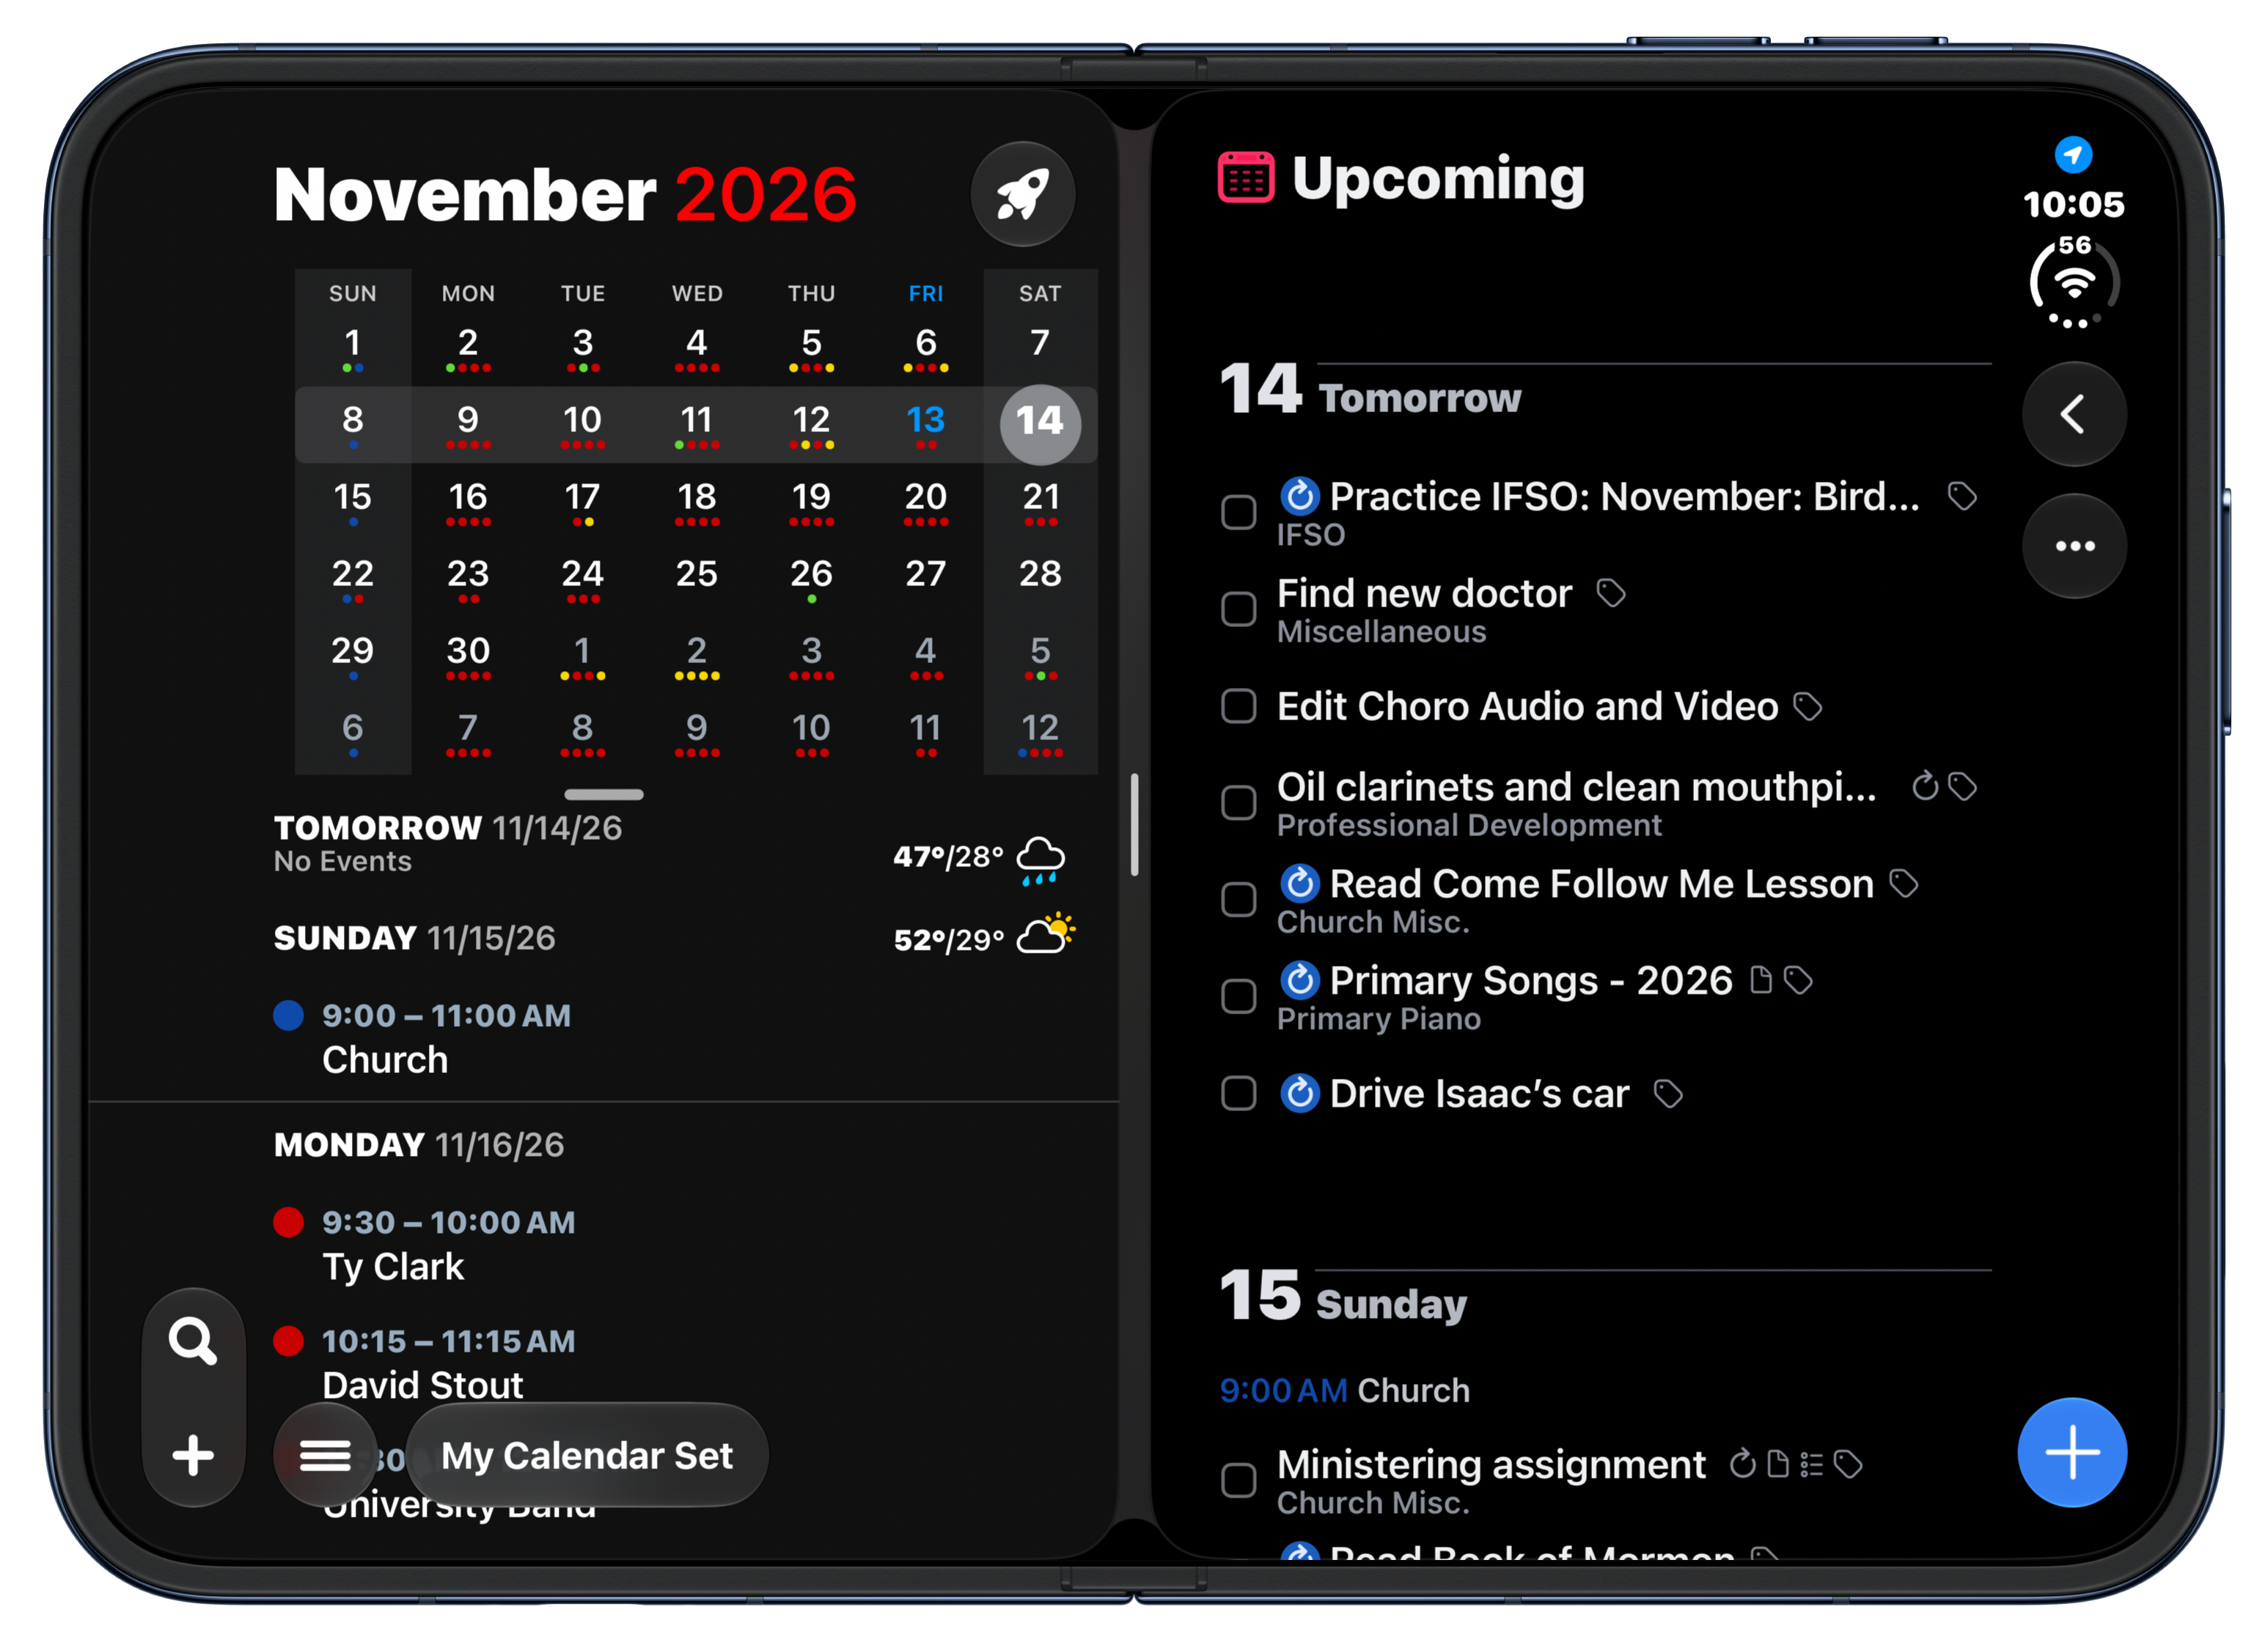 November 2026
SUN MON TUE WED THU FRI SAT
1 2 3 4 5 6 7
8 9 10 11 12 13 14
15 16 17 18 19 20 21
22 23 24 25 26 27 28
29 30 1 2 3 4 5
6 7 8 9 10 11 12
TOMORROW 11/14/26
No Events
47°/28°
SUNDAY 11/15/26
52°/29°
9:00 – 11:00 AM
Church
MONDAY 11/16/26
9:30 – 10:00 AM
Ty Clark
10:15 – 11:15 AM
David Stout
My Calendar Set
University Band
Upcoming
10:05
56
14 Tomorrow
Practice IFSO: November: Bird...
IFSO
Find new doctor
Miscellaneous
Edit Choro Audio and Video
Oil clarinets and clean mouthpi...
Professional Development
Read Come Follow Me Lesson
Church Misc.
Primary Songs - 2026
Primary Piano
Drive Isaac’s car
15 Sunday
9:00 AM Church
Ministering assignment
Church Misc.
Read Book of Mormon